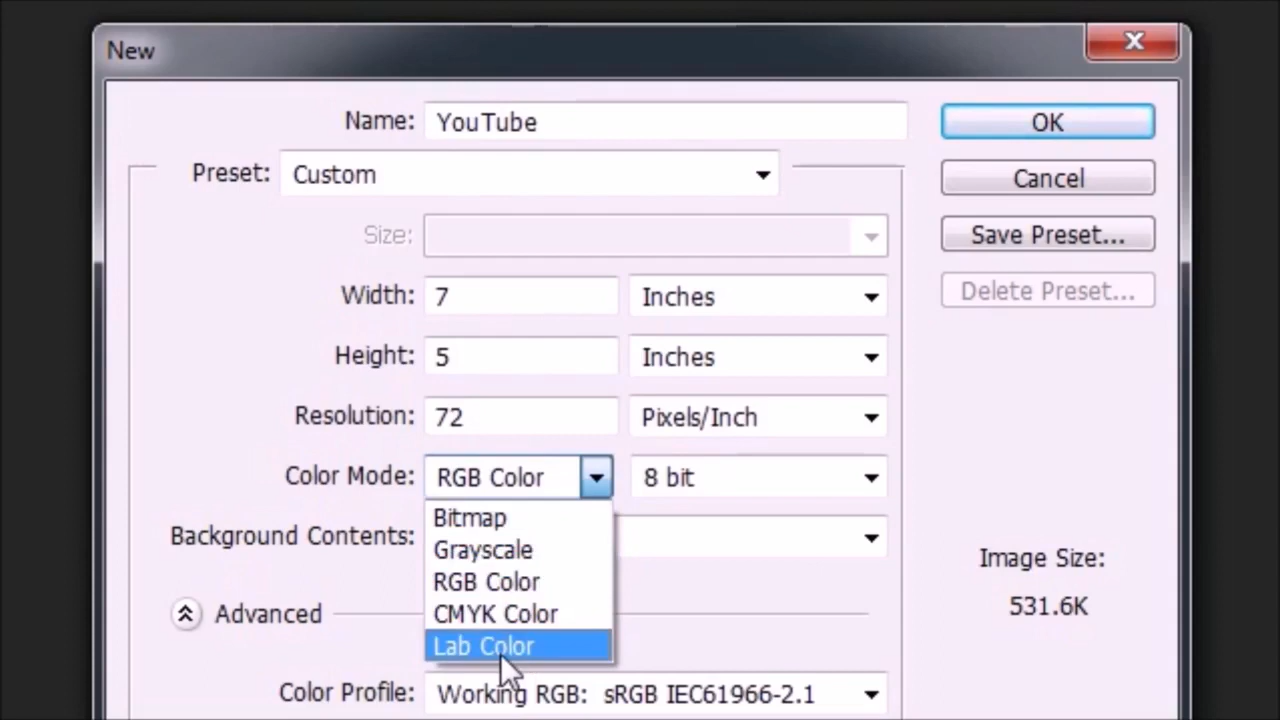 New
Name: YouTube
OK
Preset: Custom
Cancel
Size:
Save Preset...
Width: 7 Inches
Delete Preset...
Height: 5 Inches
Resolution: 72 Pixels/Inch
Color Mode: RGB Color 8 bit
Bitmap
Background Contents:
Grayscale
RGB Color
Image Size:
CMYK Color
531.6K
Advanced
Lab Color
Color Profile: Working RGB: sRGB IEC61966-2.1